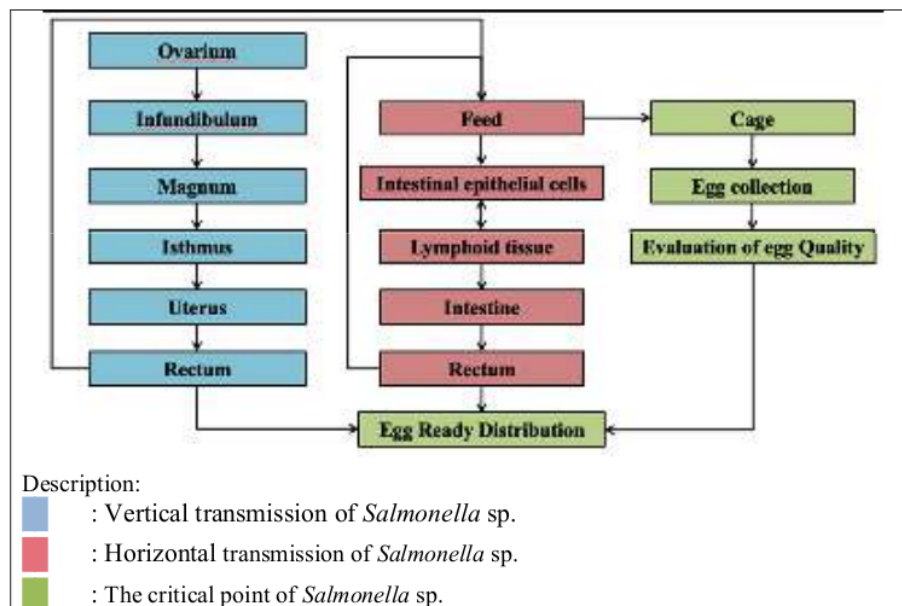 Ovarium
Infundibulum
Magnum
Isthmus
Uterus
Rectum
Feed
Intestinal epithelial cells
Lymphoid tissue
Intestine
Rectum
Cage
Egg collection
Evaluation of egg Quality
Egg Ready Distribution
Description:
: Vertical transmission of Salmonella sp.
: Horizontal transmission of Salmonella sp.
: The critical point of Salmonella sp.